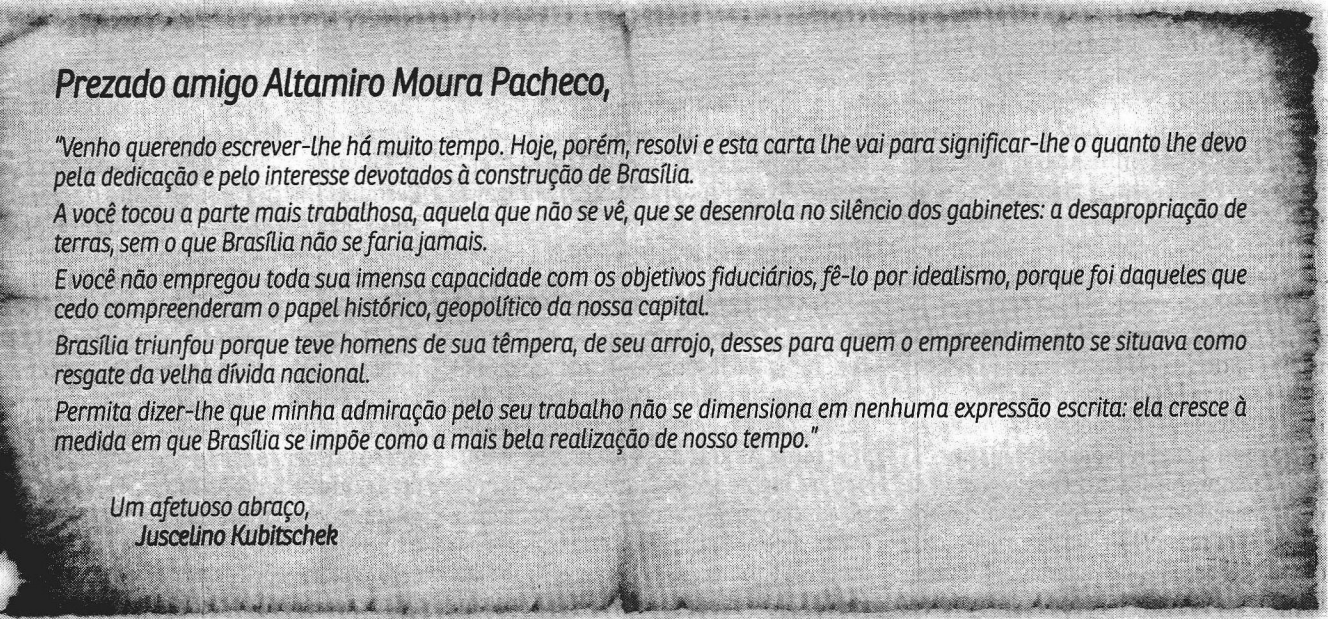 Prezado amigo Altamiro Moura Pacheco,
"Venho querendo escrever-lhe há muito tempo. Hoje, porém, resolvi e esta carta lhe vai para significar-lhe o quanto lhe devo
pela dedicação e pelo interesse devotados à construção de Brasília.
A você tocou a parte mais trabalhosa, aquela que não se vê, que se desenrola no silêncio dos gabinetes: a desapropriação de
terras, sem o que Brasília não se faria jamais.
E você não empregou toda sua imensa capacidade com os objetivos fiduciários, fê-lo por idealismo, porque foi daqueles que
cedo compreenderam o papel histórico, geopolítico da nossa capital.
Brasília triunfou porque teve homens de sua têmpera, de seu arrojo, desses para quem o empreendimento se situava como
resgate da velha dívida nacional.
Permita dizer-lhe que minha admiração pelo seu trabalho não se dimensiona em nenhuma expressão escrita: ela cresce à
medida em que Brasília se impõe como a mais bela realização de nosso tempo."
Um afetuoso abraço,
Juscelino Kubitschek